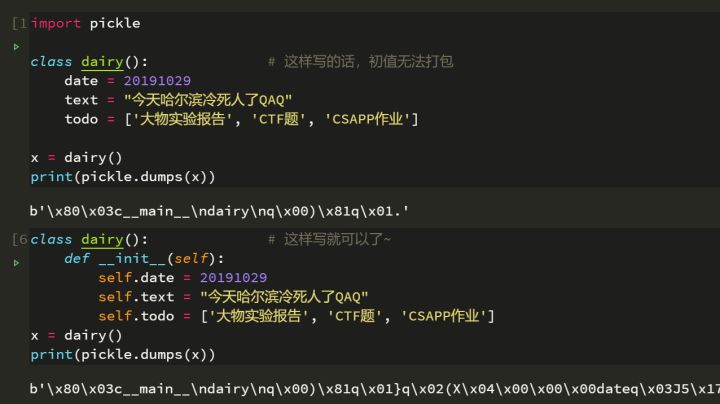 [1 import pickle
class dairy(): # 这样写的话，初值无法打包
date = 20191029
text = "今天哈尔滨冷死人了QAQ"
todo = ['大物实验报告', 'CTF题', 'CSAPP作业']
x = dairy()
print(pickle.dumps(x))
b'\x80\x03c__main__\ndairy\nq\x00)\x81q\x01.'
[6 class dairy(): # 这样写就可以了~
def __init__(self):
self.date = 20191029
self.text = "今天哈尔滨冷死人了QAQ"
self.todo = ['大物实验报告', 'CTF题', 'CSAPP作业']
x = dairy()
print(pickle.dumps(x))
b'\x80\x03c__main__\ndairy\nq\x00)\x81q\x01}q\x02(X\x04\x00\x00\x00dateq\x03J5\x17